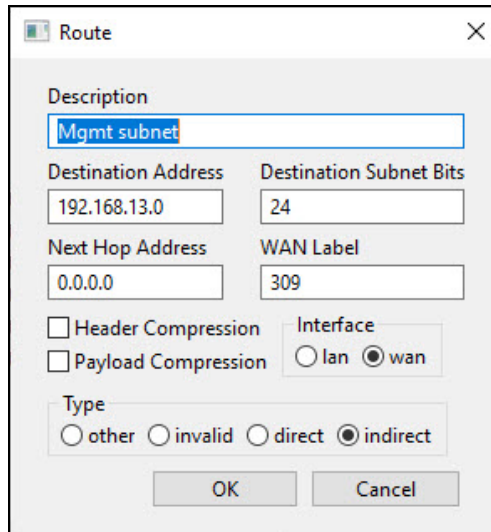 Route
Description
Mgmt subnet
Destination Address Destination Subnet Bits
192.168.13.0 24
Next Hop Address WAN Label
0.0.0.0 309
Header Compression
Payload Compression
Interface
lan wan
Type
other invalid direct indirect
OK Cancel